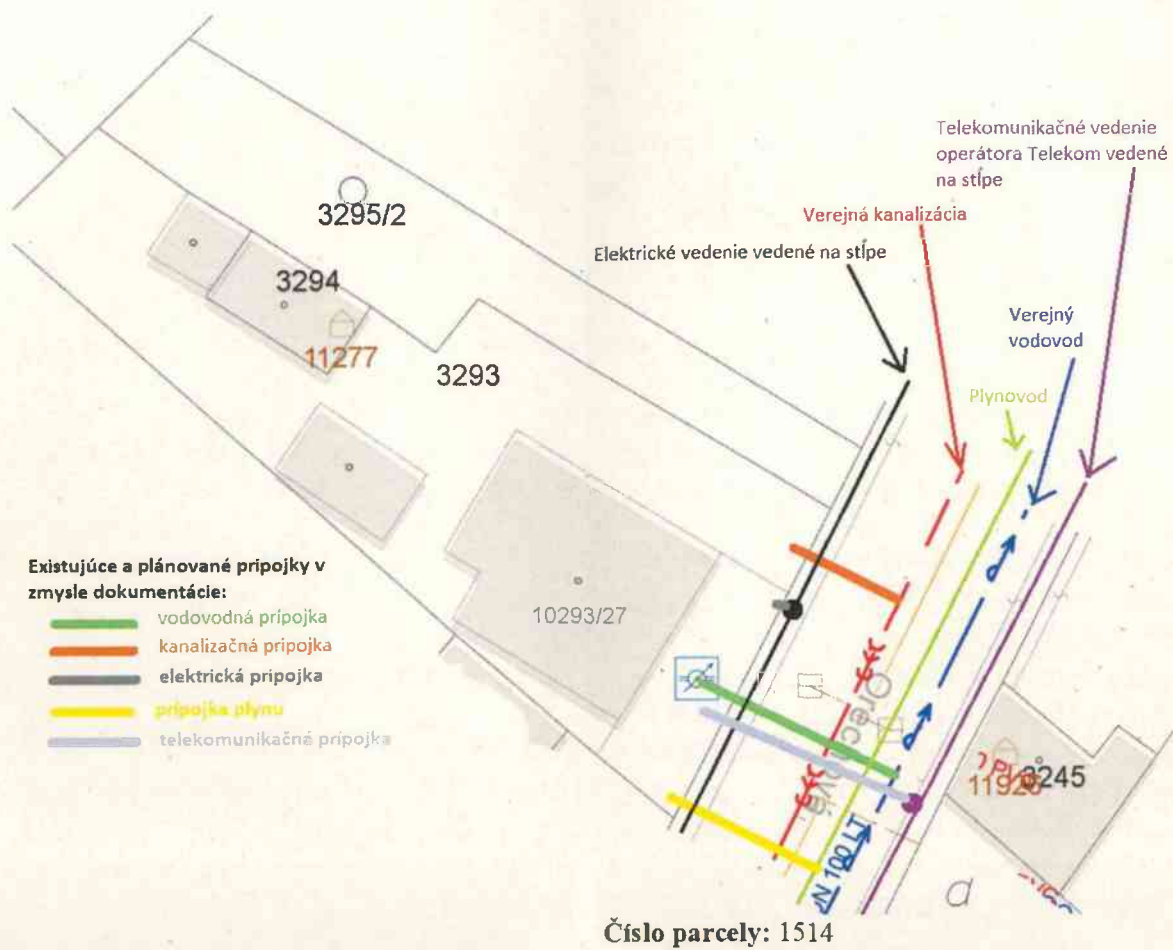 Telekomunikačné vedenie
operátora Telekom vedené
na stĺpe
Verejná kanalizácia
Elektrické vedenie vedené na stĺpe
3295/2
3294
11277
3293
Verejný
vodovod
Plynovod
Existujúce a plánované prípojky v
zmysle dokumentácie:
vodovodná prípojka
kanalizačná prípojka
elektrická prípojka
prípojka plynu
telekomunikačná prípojka
10293/27
3245
N 100 LT
a
Číslo parcely: 1514